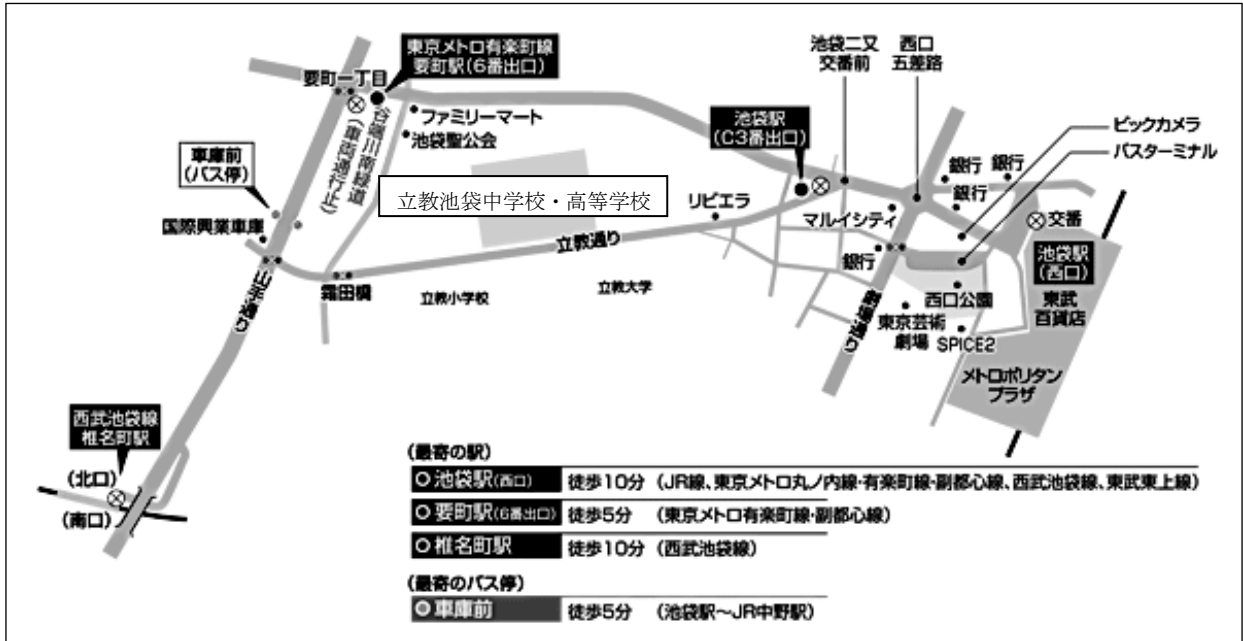 東京メトロ有楽町線
要町駅(6番出口)
池袋二又
交番前
西口
五差路
要町一丁目
ファミリーマート
池袋聖公会
谷端川南緑道
(車両通行止)
池袋駅
(C3番出口)
ビックカメラ
バスターミナル
銀行
銀行
銀行
車庫前
(バス停)
立教池袋中学校・高等学校
リビエラ
マルイシティ
交番
国際興業車庫
立教通り
銀行
池袋駅
(西口)
山手通り
霜田橋
立教小学校
立教大学
劇場通り
西口公園
東武
百貨店
東京芸術
劇場
SPICE2
メトロポリタン
プラザ
西武池袋線
椎名町駅
(北口)
(南口)
(最寄の駅)
池袋駅(西口) 徒歩10分 (JR線、東京メトロ丸ノ内線・有楽町線・副都心線、西武池袋線、東武東上線)
要町駅(6番出口) 徒歩5分 (東京メトロ有楽町線・副都心線)
椎名町駅 徒歩10分 (西武池袋線)
(最寄のバス停)
車庫前 徒歩5分 (池袋駅〜JR中野駅)